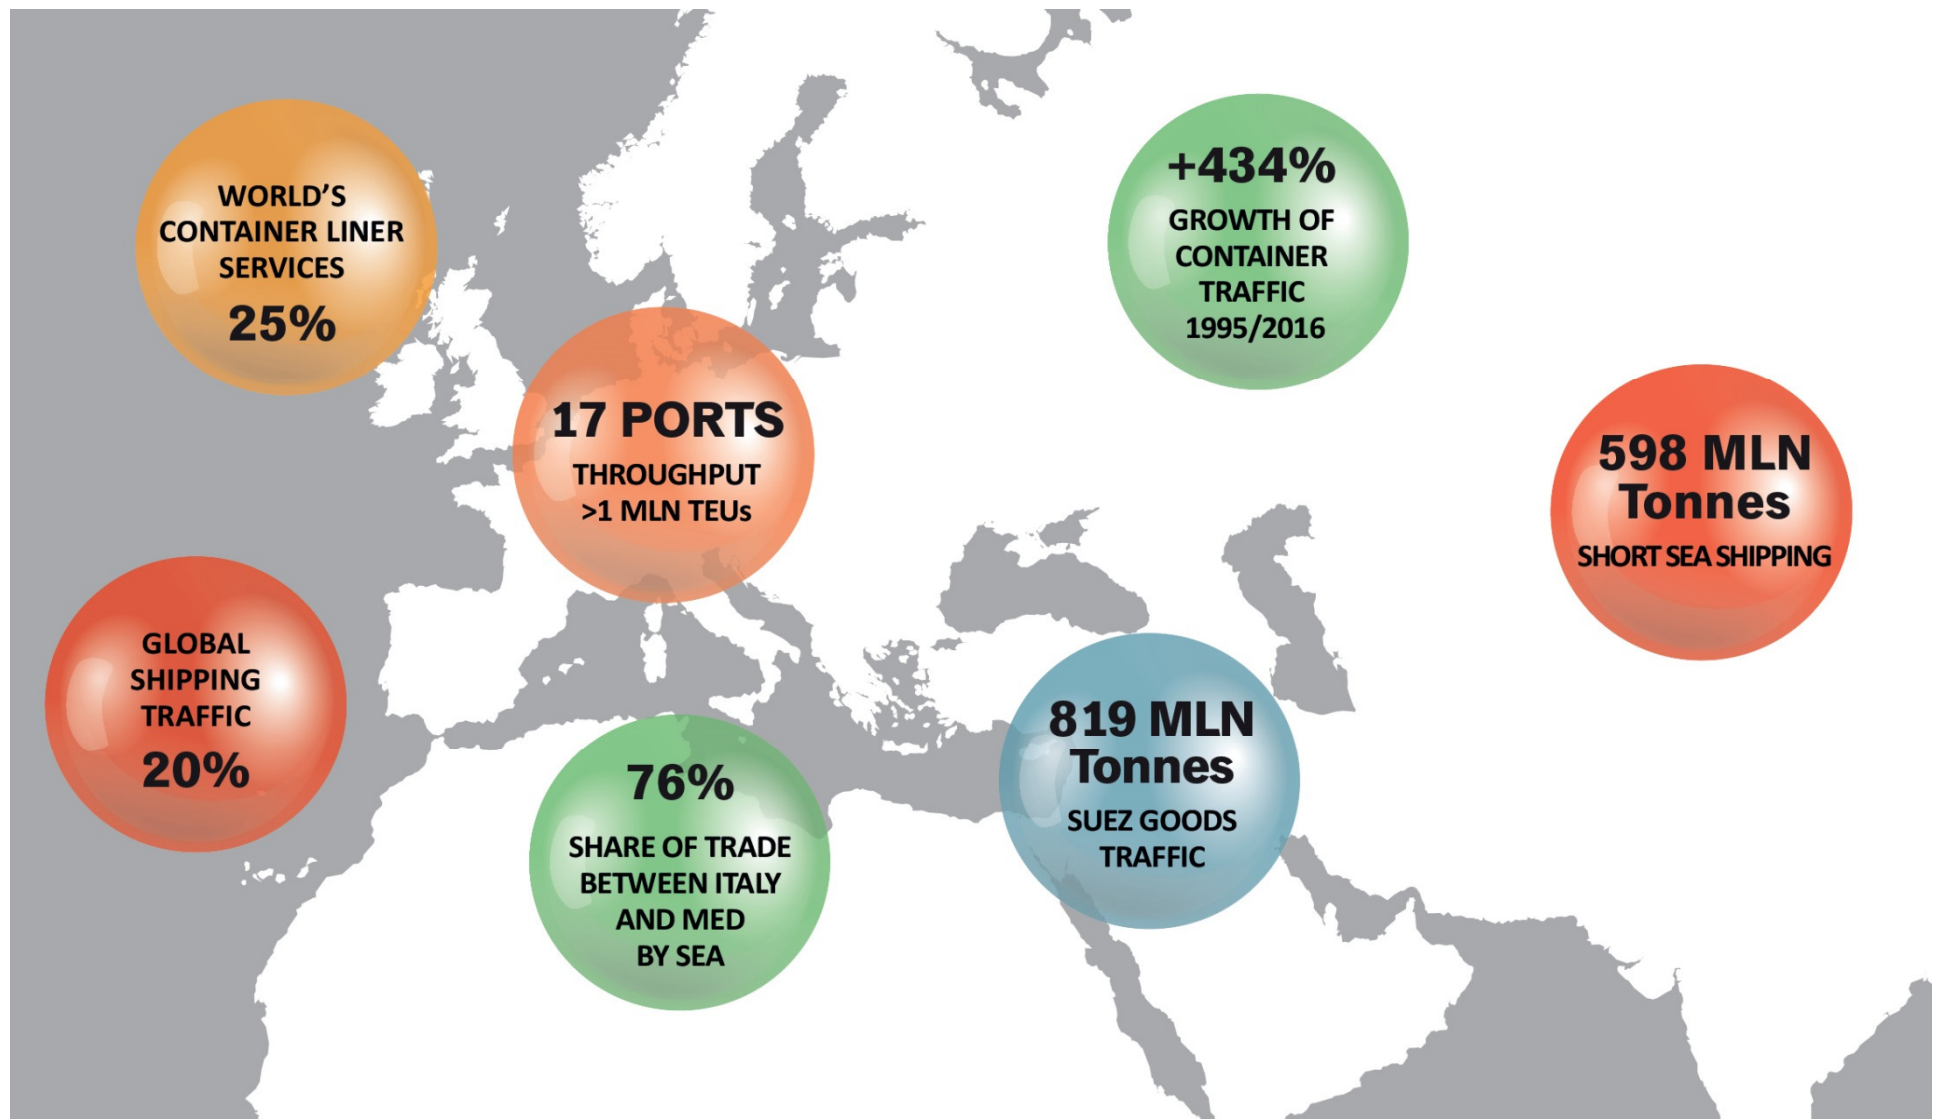 WORLD'S
CONTAINER LINER
SERVICES
25%
+434%
GROWTH OF
CONTAINER
TRAFFIC
1995/2016
17 PORTS
THROUGHPUT
>1 MLN TEUs
598 MLN
Tonnes
SHORT SEA SHIPPING
GLOBAL
SHIPPING
TRAFFIC
20%
76%
SHARE OF TRADE
BETWEEN ITALY
AND MED
BY SEA
819 MLN
Tonnes
SUEZ GOODS
TRAFFIC